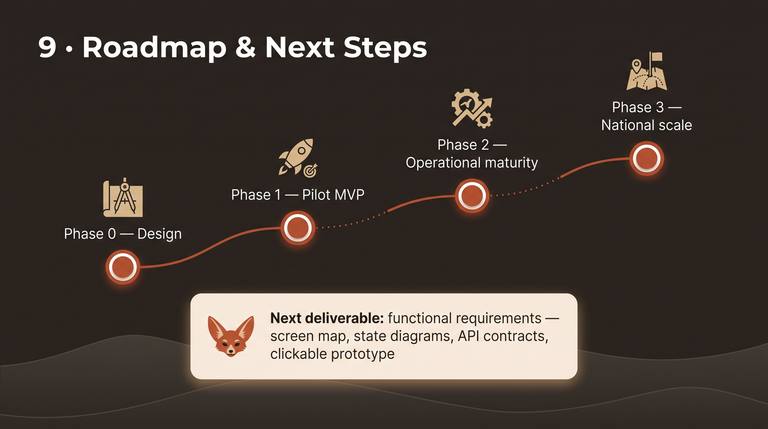 9 · Roadmap & Next Steps
Phase 0 — Design
Phase 1 — Pilot MVP
Phase 2 —
Operational maturity
Phase 3 —
National scale
Next deliverable: functional requirements —
screen map, state diagrams, API contracts,
clickable prototype